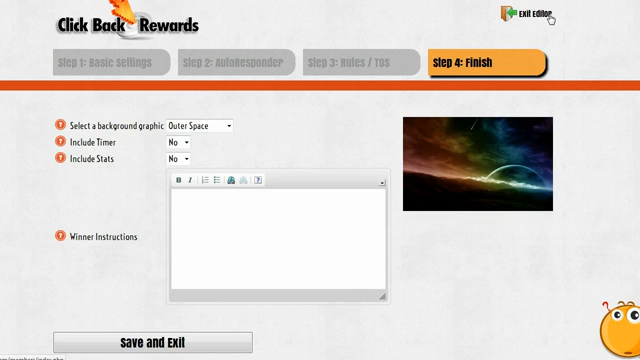 Click Back Rewards
Exit Editor
Step 1: Basic Settings
Step 2: AutoResponder
Step 3: Rules / TOS
Step 4: Finish
Select a background graphic Outer Space
Include Timer No
Include Stats No
B I
Winner Instructions
Save and Exit